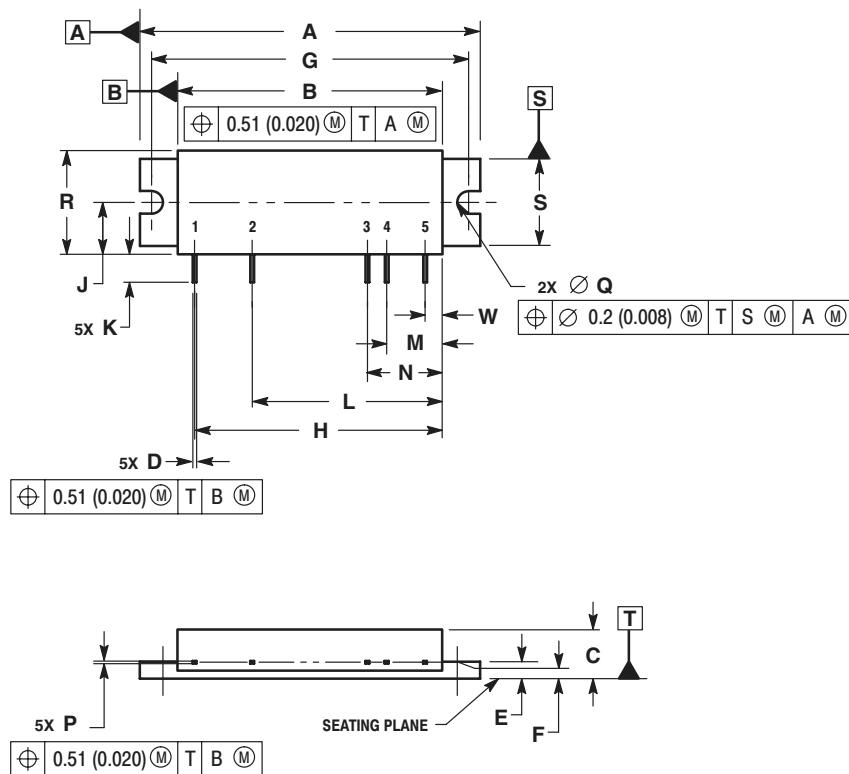 A A
G
B B
S
⌖ 0.51 (0.020) Ⓜ T A Ⓜ
R S
1 2 3 4 5
J
2X ∅ Q
5X K W
⌖ ∅ 0.2 (0.008) Ⓜ T S Ⓜ A Ⓜ
M
N
L
H
5X D
⌖ 0.51 (0.020) Ⓜ T B Ⓜ
T
C
E
5X P SEATING PLANE F
⌖ 0.51 (0.020) Ⓜ T B Ⓜ